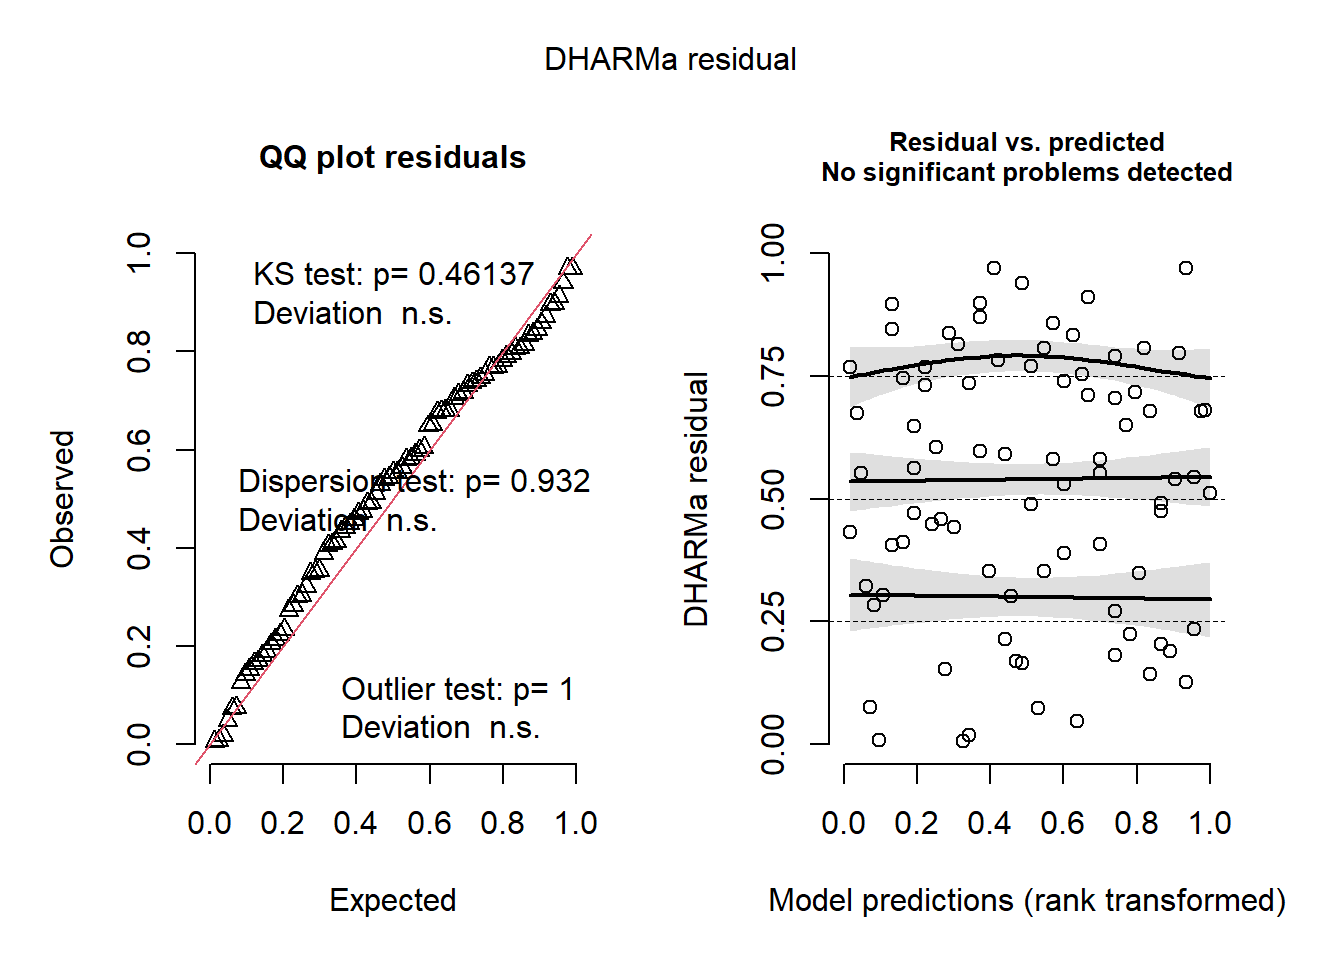 DHARMa residual
QQ plot residuals
KS test: p= 0.46137
Deviation  n.s.
Dispersion test: p= 0.932
Deviation  n.s.
Outlier test: p= 1
Deviation  n.s.
Observed
1.0
0.8
0.6
0.4
0.2
0.0
0.0 0.2 0.4 0.6 0.8 1.0
Expected
Residual vs. predicted
No significant problems detected
DHARMa residual
1.00
0.75
0.50
0.25
0.00
0.0 0.2 0.4 0.6 0.8 1.0
Model predictions (rank transformed)